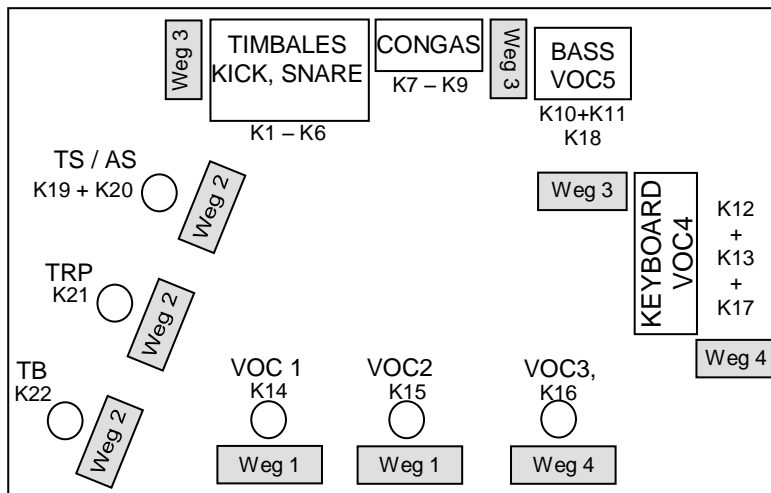 Weg 3
TIMBALES
KICK, SNARE
K1 – K6
CONGAS
K7 – K9
Weg 3
BASS
VOC5
K10+K11
K18
TS / AS
K19 + K20
Weg 2
Weg 3
KEYBOARD
VOC4
K12
+
K13
+
K17
TRP
K21
Weg 2
Weg 4
TB
K22
Weg 2
VOC 1
K14
Weg 1
VOC2
K15
Weg 1
VOC3,
K16
Weg 4